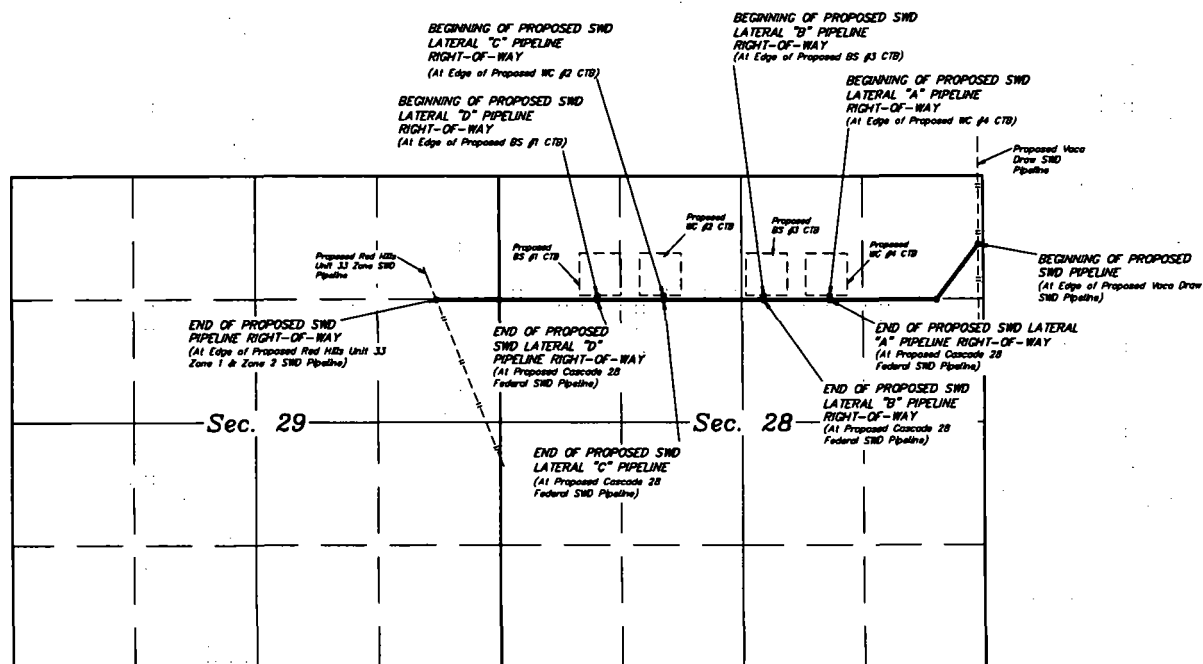 BEGINNING OF PROPOSED SWD
LATERAL "C" PIPELINE
RIGHT-OF-WAY
(At Edge of Proposed WC #2 CTB)
BEGINNING OF PROPOSED SWD
LATERAL "B" PIPELINE
RIGHT-OF-WAY
(At Edge of Proposed BS #3 CTB)
BEGINNING OF PROPOSED SWD
LATERAL "D" PIPELINE
RIGHT-OF-WAY
(At Edge of Proposed BS #1 CTB)
BEGINNING OF PROPOSED SWD
LATERAL "A" PIPELINE
RIGHT-OF-WAY
(At Edge of Proposed WC #4 CTB)
Proposed Vaca
Draw SWD
Pipeline
Proposed Red Hills
Unit 33 Zone SWD
Pipeline
Proposed
BS #1 CTB
Proposed
WC #2 CTB
Proposed
BS #3 CTB
Proposed
WC #4 CTB
BEGINNING OF PROPOSED
SWD PIPELINE
(At Edge of Proposed Vaca Draw
SWD Pipeline)
END OF PROPOSED SWD
PIPELINE RIGHT-OF-WAY
(At Edge of Proposed Red Hills Unit 33
Zone 1 & Zone 2 SWD Pipeline)
END OF PROPOSED
SWD LATERAL "D"
PIPELINE RIGHT-OF-WAY
(At Proposed Cascade 28
Federal SWD Pipeline)
END OF PROPOSED SWD LATERAL
"A" PIPELINE RIGHT-OF-WAY
(At Proposed Cascade 28
Federal SWD Pipeline)
END OF PROPOSED SWD
LATERAL "B" PIPELINE
RIGHT-OF-WAY
(At Proposed Cascade 28
Federal SWD Pipeline)
Sec. 29
Sec. 28
END OF PROPOSED SWD
LATERAL "C" PIPELINE
(At Proposed Cascade 28
Federal SWD Pipeline)